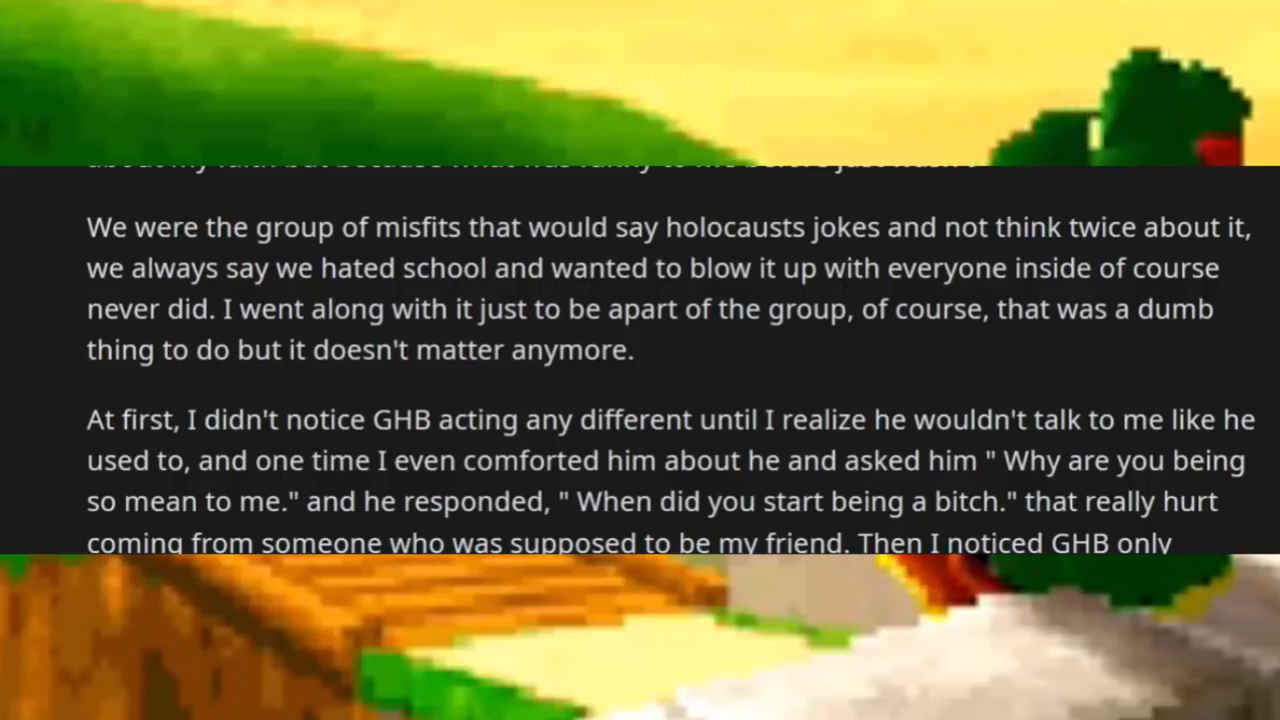 We were the group of misfits that would say holocausts jokes and not think twice about it,
we always say we hated school and wanted to blow it up with everyone inside of course
never did. I went along with it just to be apart of the group, of course, that was a dumb
thing to do but it doesn't matter anymore.
At first, I didn't notice GHB acting any different until I realize he wouldn't talk to me like he
used to, and one time I even comforted him about he and asked him " Why are you being
so mean to me." and he responded, " When did you start being a bitch." that really hurt
coming from someone who was supposed to be my friend. Then I noticed GHB only